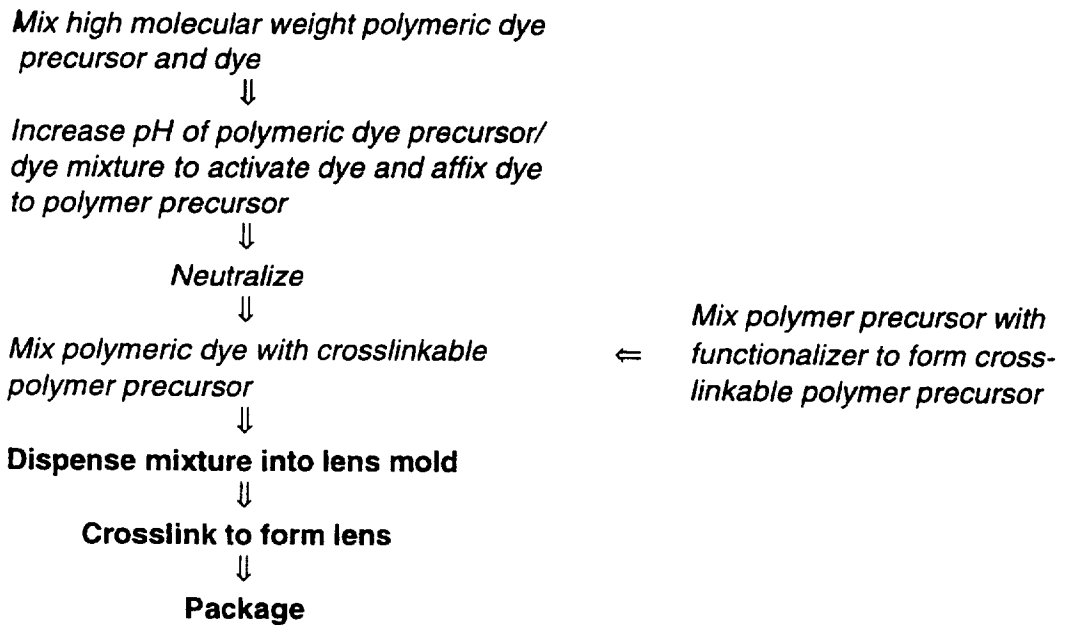 Mix high molecular weight polymeric dye
precursor and dye
⇓
Increase pH of polymeric dye precursor/
dye mixture to activate dye and affix dye
to polymer precursor
⇓
Neutralize
⇓
Mix polymeric dye with crosslinkable
polymer precursor
⇐
Mix polymer precursor with
functionalizer to form cross-
linkable polymer precursor
⇓
Dispense mixture into lens mold
⇓
Crosslink to form lens
⇓
Package